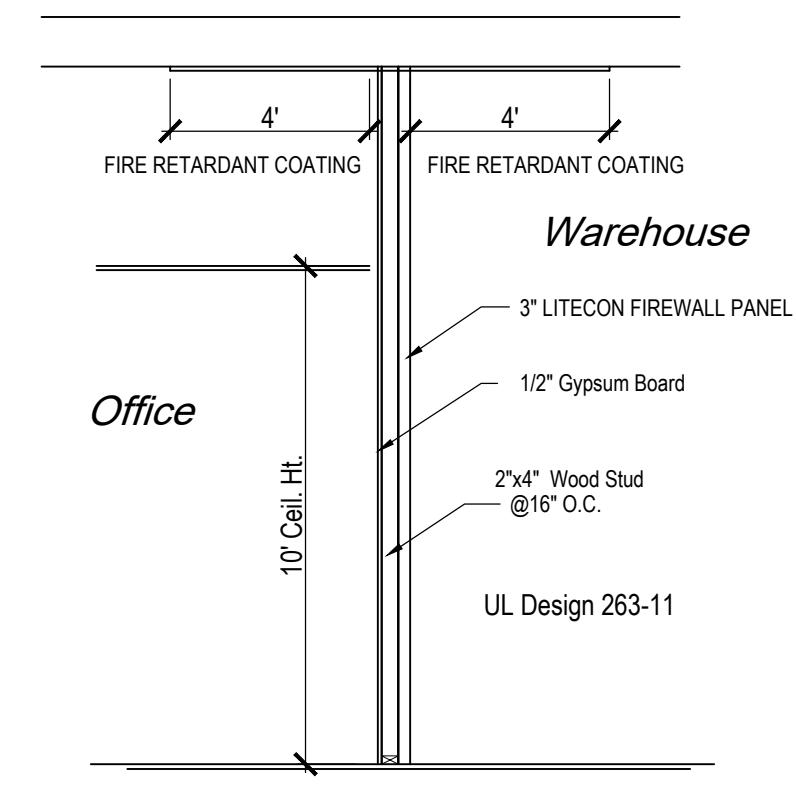 4'
4'
FIRE RETARDANT COATING
FIRE RETARDANT COATING
Warehouse
3" LITECON FIREWALL PANEL
1/2" Gypsum Board
Office
2"x4" Wood Stud
@16" O.C.
10' Ceil. Ht.
UL Design 263-11